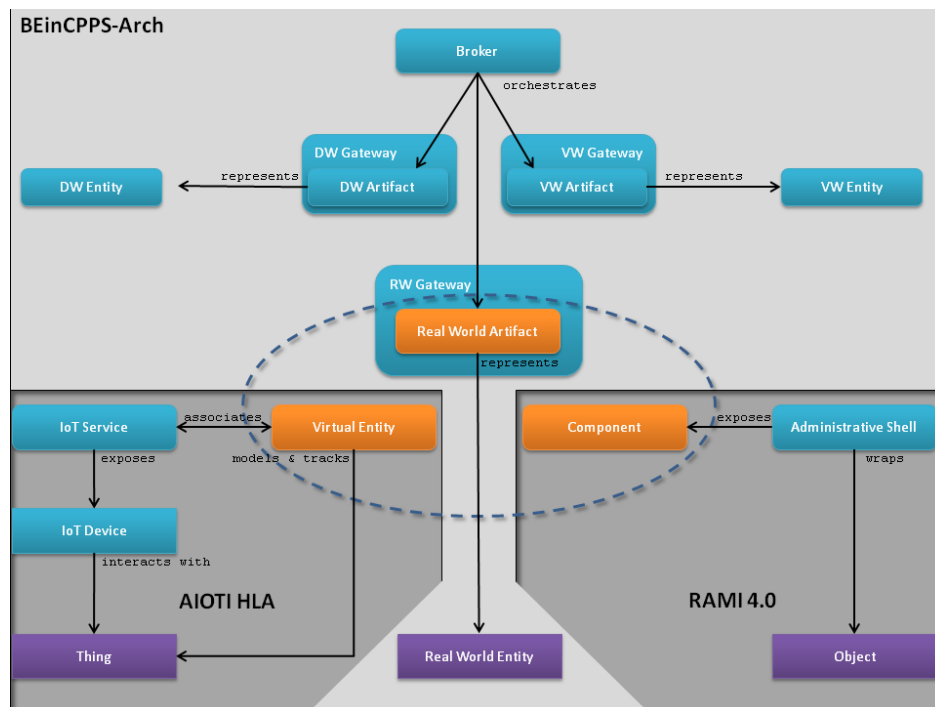 BEinCPPS-Arch
Broker
orchestrates
DW Gateway
VW Gateway
DW Entity
represents
DW Artifact
VW Artifact
represents
VW Entity
RW Gateway
Real World Artifact
represents
IoT Service
associates
Virtual Entity
Component
exposes
Administrative Shell
exposes
models & tracks
wraps
IoT Device
interacts with
AIOTI HLA
RAMI 4.0
Thing
Real World Entity
Object